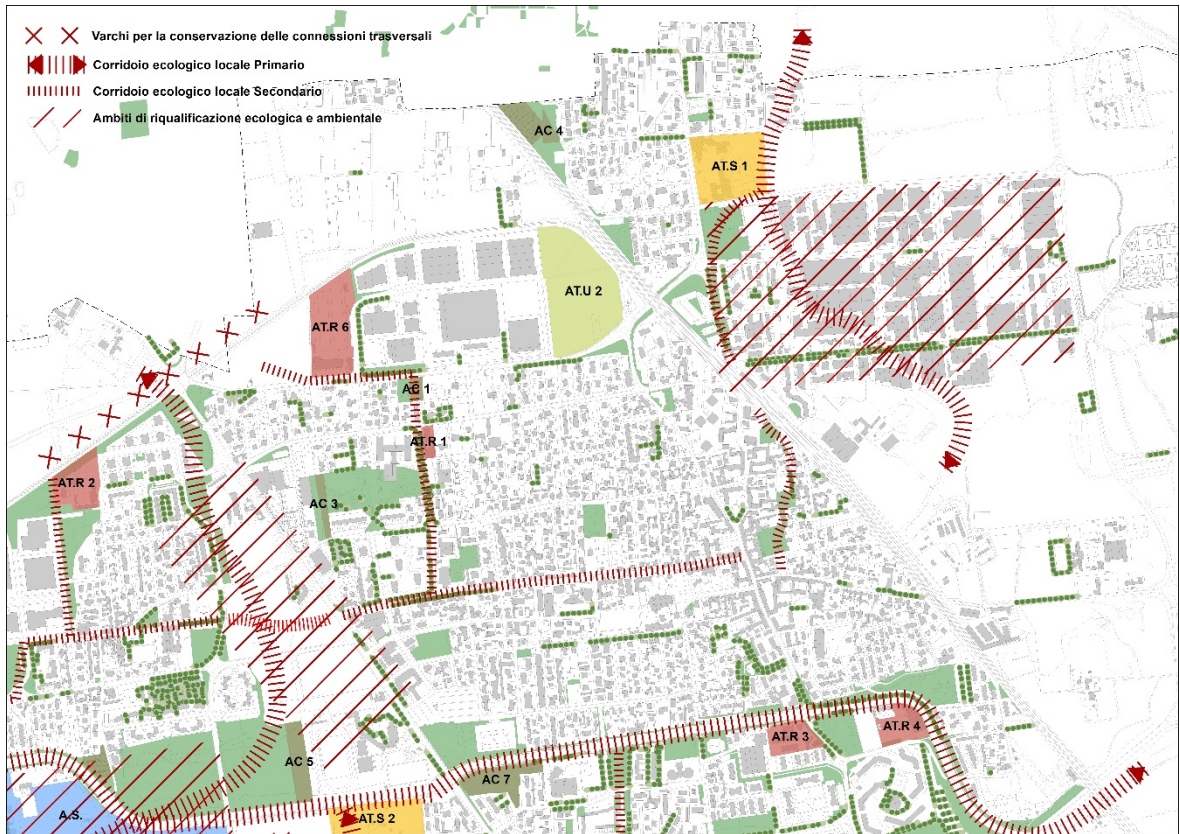 Varchi per la conservazione delle connessioni trasversali
Corridoio ecologico locale Primario
Corridoio ecologico locale Secondario
Ambiti di riqualificazione ecologica e ambientale
AC 4
AT.S 1
AT.U 2
AT.R 6
AC 1
AT.R 1
AT.R 2
AC 3
AT.R 4
AT.R 3
AC 5
AC 7
A.S.
AT.S 2